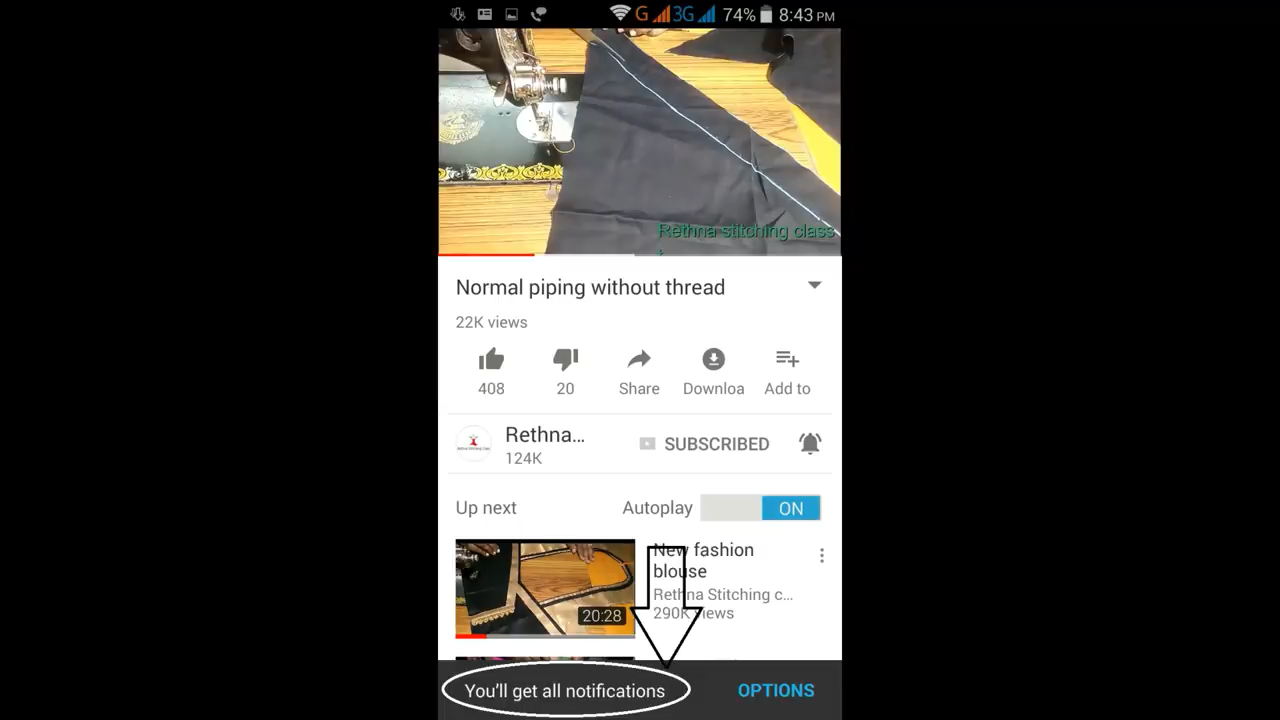 G 3G 74% 8:43 PM
Rethna stitching class
Normal piping without thread
22K views
408 20 Share Downloa Add to
Rethna... SUBSCRIBED
124K
Up next Autoplay ON
New fashion
blouse
Rethna Stitching c...
290K views
20:28
You'll get all notifications OPTIONS